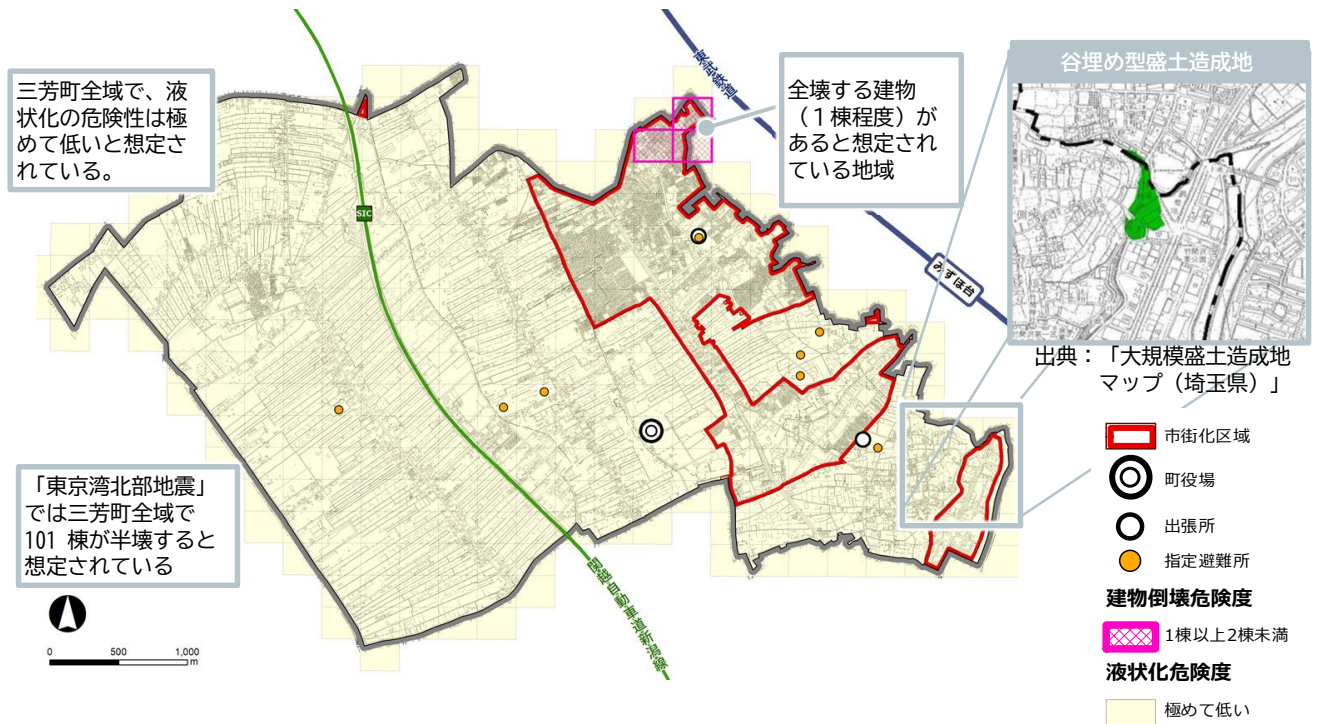 三芳町全域で、液
状化の危険性は極
めて低いと想定さ
れている。
東武鉄道
全壊する建物
（１棟程度）が
あると想定され
ている地域
谷埋め型盛土造成地
SIC
みずほ台
出典：「大規模盛土造成地
マップ（埼玉県）」
「東京湾北部地震」
では三芳町全域で
101 棟が半壊すると
想定されている
関越自動車道新潟線
0 500 1,000
m
市街化区域
町役場
出張所
指定避難所
建物倒壊危険度
1棟以上2棟未満
液状化危険度
極めて低い